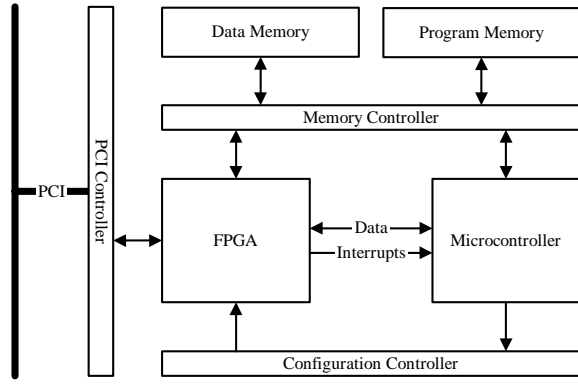 Data Memory
Program Memory
Memory Controller
PCI Controller
PCI
FPGA
Data
Interrupts
Microcontroller
Configuration Controller